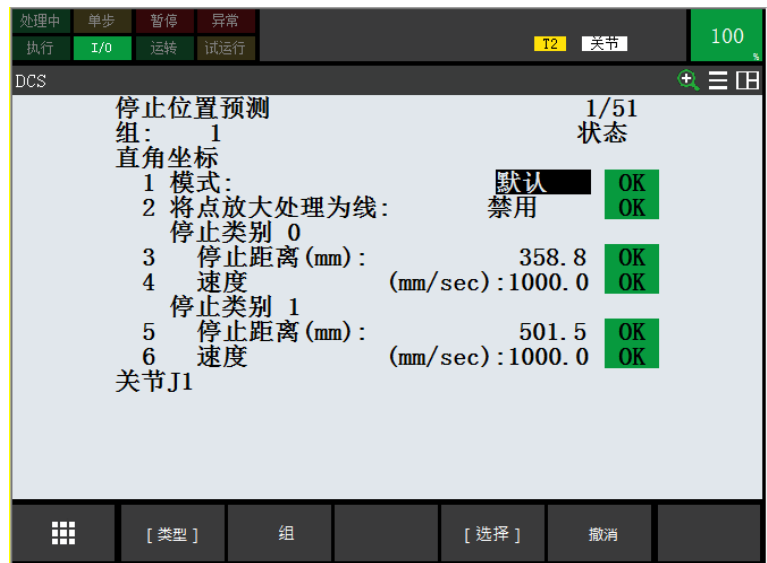 处理中 单步 暂停 异常
执行 I/O 运转 试运行 T2 关节 100 %
DCS
停止位置预测 1/51
组: 1 状态
直角坐标
1 模式: 默认 OK
2 将点放大处理为线: 禁用 OK
停止类别 0
3 停止距离(mm): 358.8 OK
4 速度 (mm/sec):1000.0 OK
停止类别 1
5 停止距离(mm): 501.5 OK
6 速度 (mm/sec):1000.0 OK
关节J1
[ 类型 ] 组 [ 选择 ] 撤消